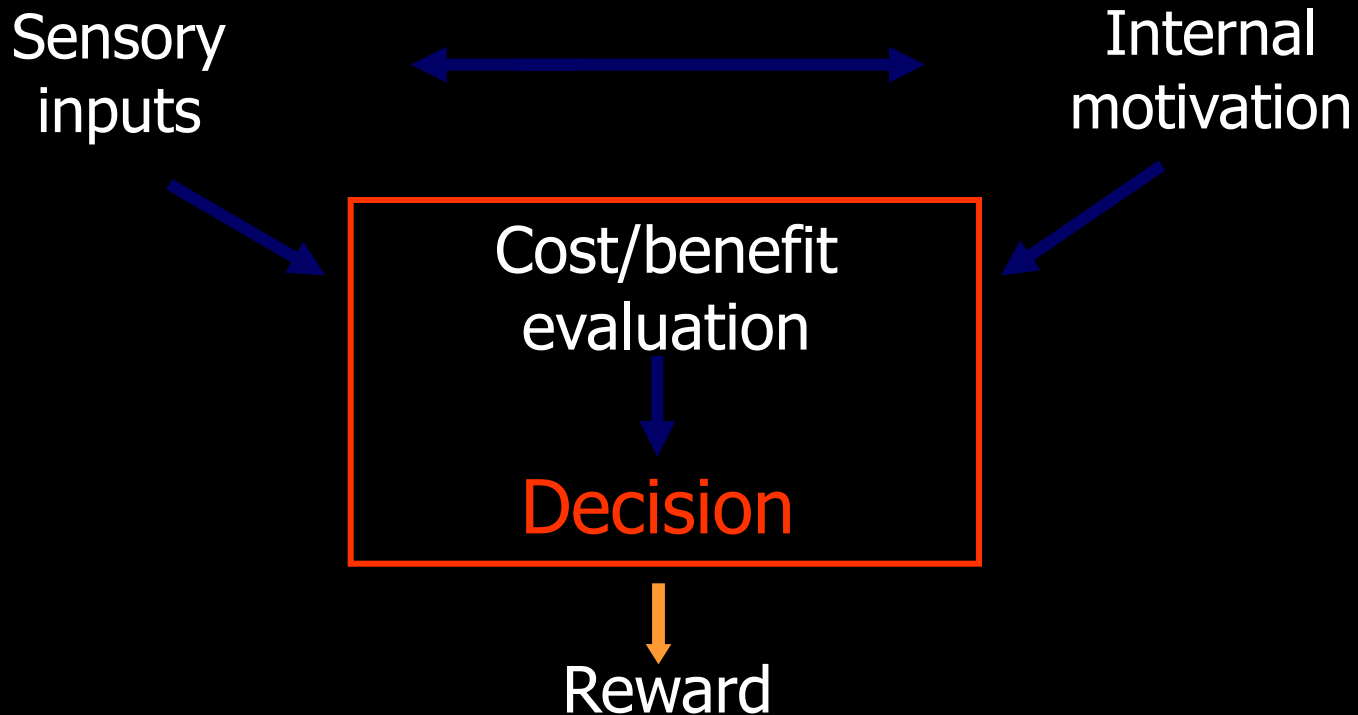 Sensory
inputs
Internal
motivation
Cost/benefit
evaluation
Decision
Reward